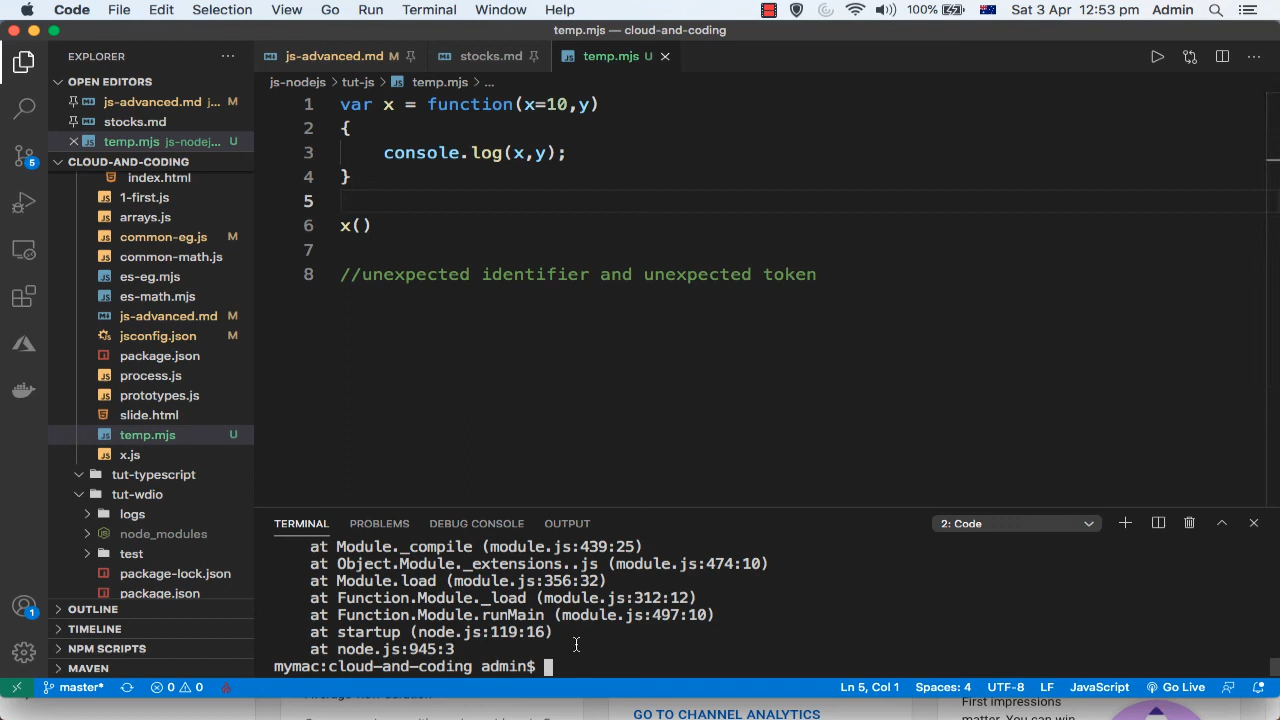 Code File Edit Selection View Go Run Terminal Window Help 100% Sat 3 Apr 12:53 pm Admin
temp.mjs — cloud-and-coding
EXPLORER ···
js-advanced.md M stocks.md temp.mjs U
OPEN EDITORS
js-nodejs › tut-js › temp.mjs › ...
js-advanced.md j... M
stocks.md
temp.mjs js-nodej... U
CLOUD-AND-CODING
index.html
1-first.js
arrays.js
common-eg.js M
common-math.js
es-eg.mjs
es-math.mjs
js-advanced.md M
jsconfig.json M
package.json
process.js
prototypes.js
slide.html
temp.mjs U
x.js
tut-typescript
tut-wdio
logs
node_modules
test
package-lock.json
package.json
OUTLINE
TIMELINE
NPM SCRIPTS
MAVEN
1 var x = function(x=10,y)
2 {
3 console.log(x,y);
4 }
5
6 x()
7
8 //unexpected identifier and unexpected token
TERMINAL PROBLEMS DEBUG CONSOLE OUTPUT 2: Code
at Module._compile (module.js:439:25)
at Object.Module._extensions..js (module.js:474:10)
at Module.load (module.js:356:32)
at Function.Module._load (module.js:312:12)
at Function.Module.runMain (module.js:497:10)
at startup (node.js:119:16)
at node.js:945:3
mymac:cloud-and-coding admin$
master* 0 0 Ln 5, Col 1 Spaces: 4 UTF-8 LF JavaScript Go Live
5
1
First impressions
GO TO CHANNEL ANALYTICS
matter. You can win